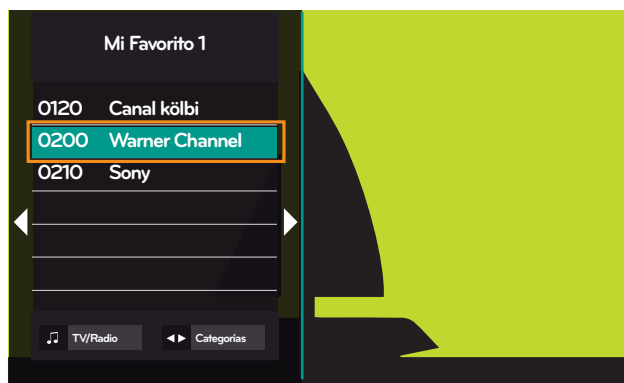 Mi Favorito 1
0120 Canal kölbi
0200 Warner Channel
0210 Sony
TV/Radio Categorías